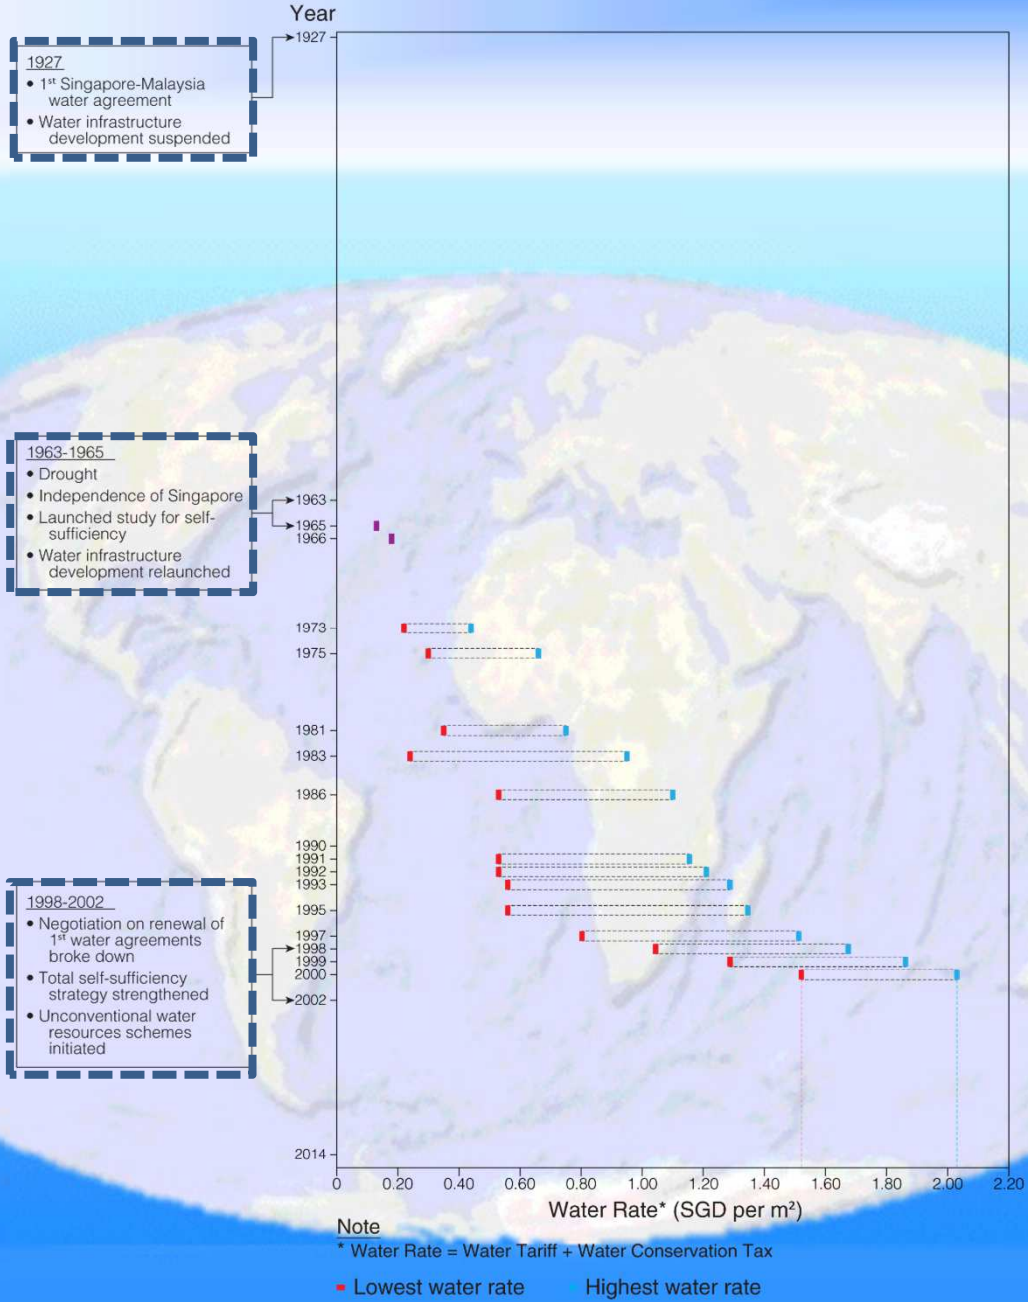 Year
1927
1927
• 1st Singapore-Malaysia
water agreement
• Water infrastructure
development suspended
1963-1965
• Drought
• Independence of Singapore
• Launched study for self-
sufficiency
• Water infrastructure
development relaunched
1963
1965
1966
1973
1975
1981
1983
1986
1990
1991
1992
1993
1995
1997
1998
1999
2000
2002
1998-2002
• Negotiation on renewal of
1st water agreements
broke down
• Total self-sufficiency
strategy strengthened
• Unconventional water
resources schemes
initiated
2014
0 0.20 0.40 0.60 0.80 1.00 1.20 1.40 1.60 1.80 2.00 2.20
Water Rate* (SGD per m²)
Note
* Water Rate = Water Tariff + Water Conservation Tax
Lowest water rate Highest water rate